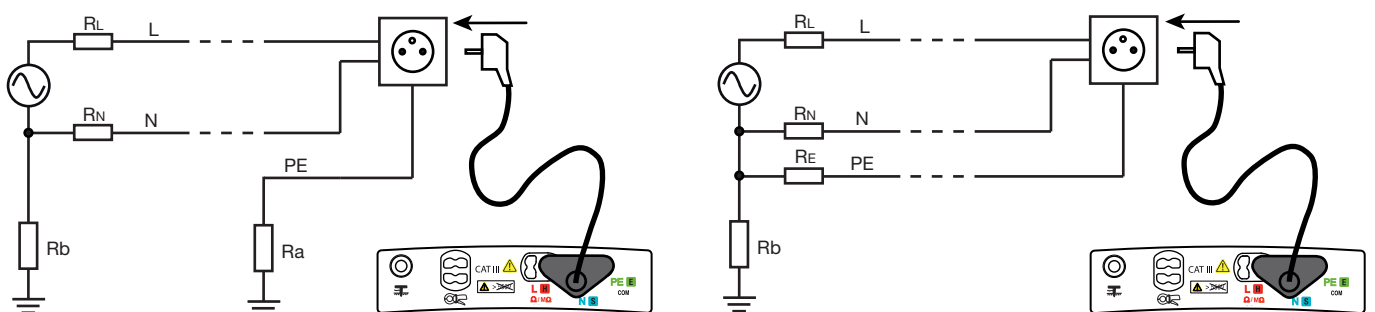 RL
L
RN
N
PE
Rb
Ra
CAT III
L H
Ω/MΩ
N S
PE E
COM
RL
L
RN
N
RE
PE
Rb
CAT III
L H
Ω/MΩ
N S
PE E
COM